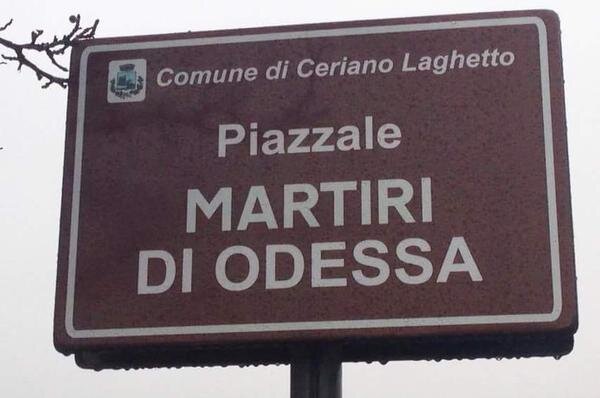 Comune di Ceriano Laghetto
Piazzale
MARTIRI
DI ODESSA